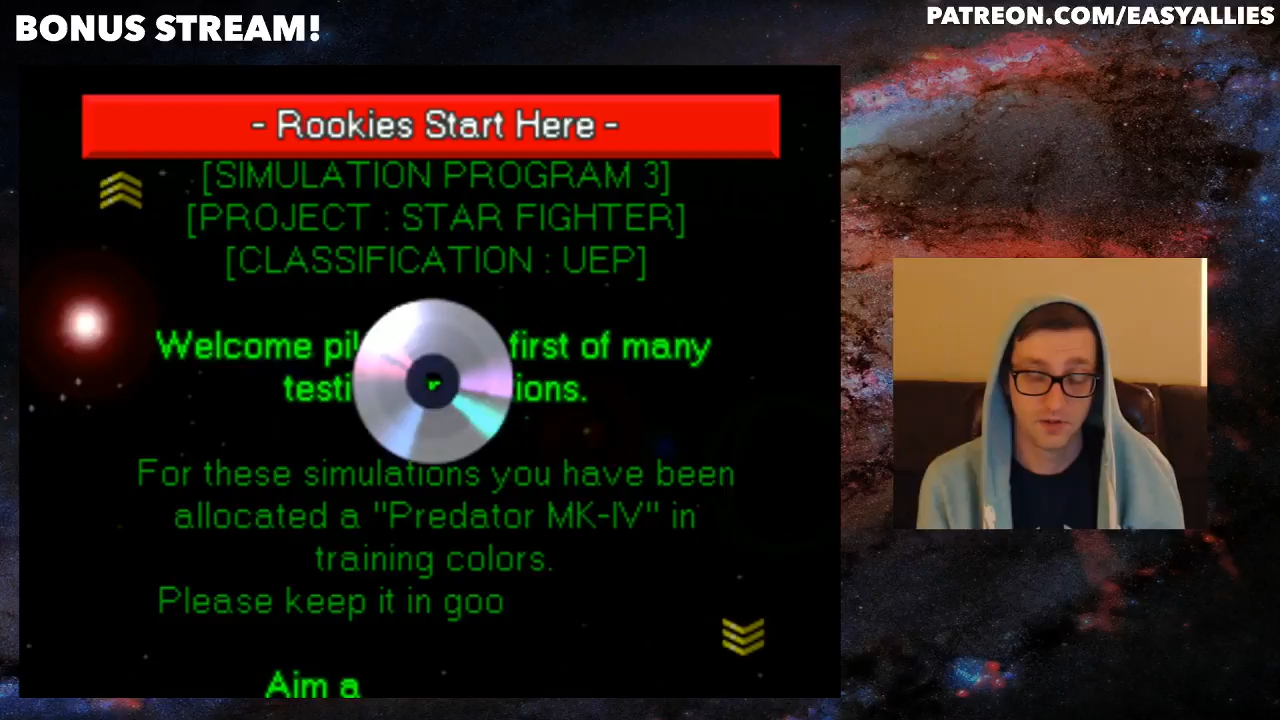 BONUS STREAM!
PATREON.COM/EASYALLIES
- Rookies Start Here -
[SIMULATION PROGRAM 3]
[PROJECT : STAR FIGHTER]
[CLASSIFICATION : UEP]
Welcome pil first of many
testi ions.
For these simulations you have been
allocated a "Predator MK-IV" in
training colors.
Please keep it in goo
Aim a